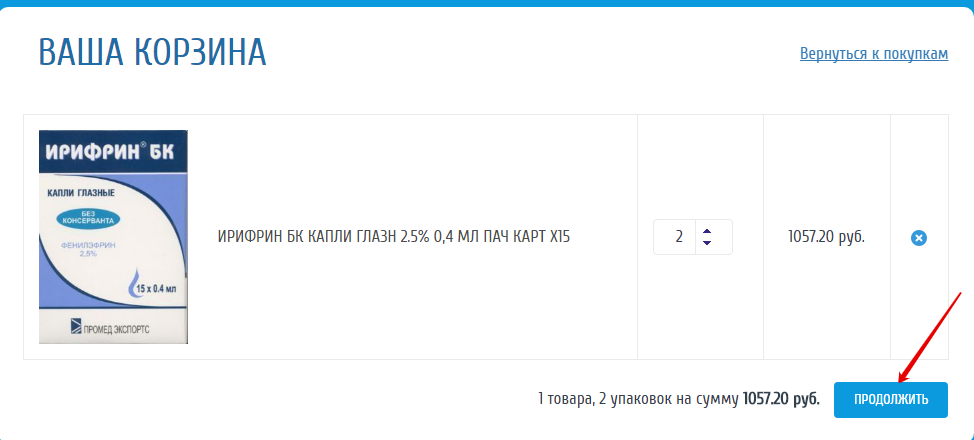 ВАША КОРЗИНА
Вернуться к покупкам
ИРИФРИН® БК
КАПЛИ ГЛАЗНЫЕ
БЕЗ
КОНСЕРВАНТА
ФЕНИЛЭФРИН
2,5%
15 x 0.4 мл
ПРОМЕД ЭКСПОРТС
ИРИФРИН БК КАПЛИ ГЛАЗН 2.5% 0,4 МЛ ПАЧ КАРТ X15
2
1057.20 руб.
1 товара, 2 упаковок на сумму 1057.20 руб.
ПРОДОЛЖИТЬ